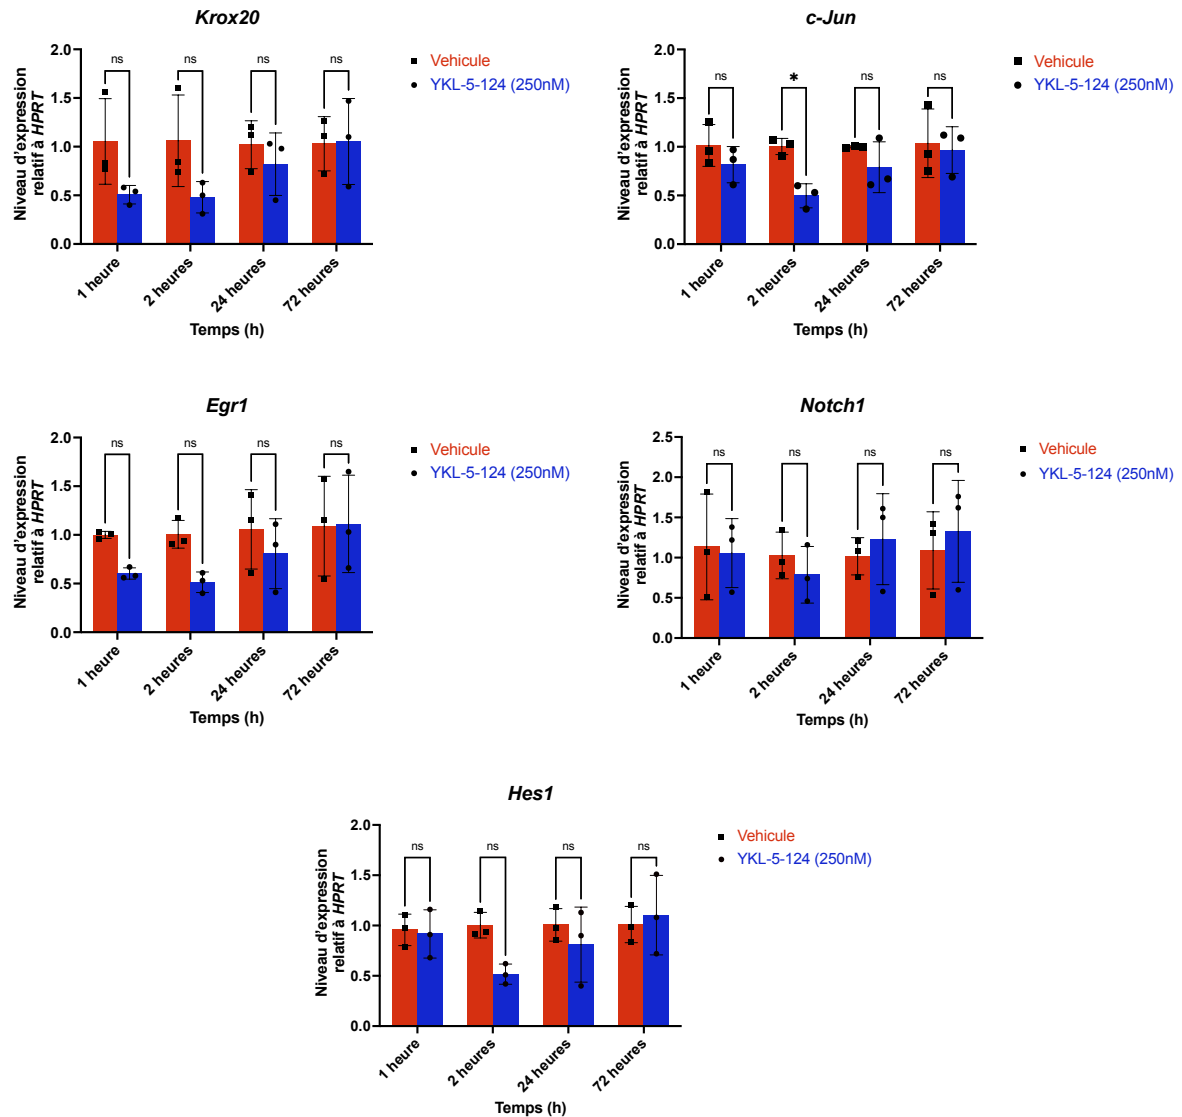 Krox20
Niveau d'expression
relatif à HPRT
2.0
1.5
1.0
0.5
0.0
ns
ns
ns
ns
1 heure
2 heures
24 heures
72 heures
Temps (h)
Vehicule
YKL-5-124 (250nM)
c-Jun
Niveau d'expression
relatif à HPRT
2.0
1.5
1.0
0.5
0.0
ns
*
ns
ns
1 heure
2 heures
24 heures
72 heures
Temps (h)
Vehicule
YKL-5-124 (250nM)
Egr1
Niveau d'expression
relatif à HPRT
2.0
1.5
1.0
0.5
0.0
ns
ns
ns
ns
1 heure
2 heures
24 heures
72 heures
Temps (h)
Vehicule
YKL-5-124 (250nM)
Notch1
Niveau d'expression
relatif à HPRT
2.5
2.0
1.5
1.0
0.5
0.0
ns
ns
ns
ns
1 heure
2 heures
24 heures
72 heures
Temps (h)
Vehicule
YKL-5-124 (250nM)
Hes1
Niveau d'expression
relatif à HPRT
2.0
1.5
1.0
0.5
0.0
ns
ns
ns
ns
1 heure
2 heures
24 heures
72 heures
Temps (h)
Vehicule
YKL-5-124 (250nM)